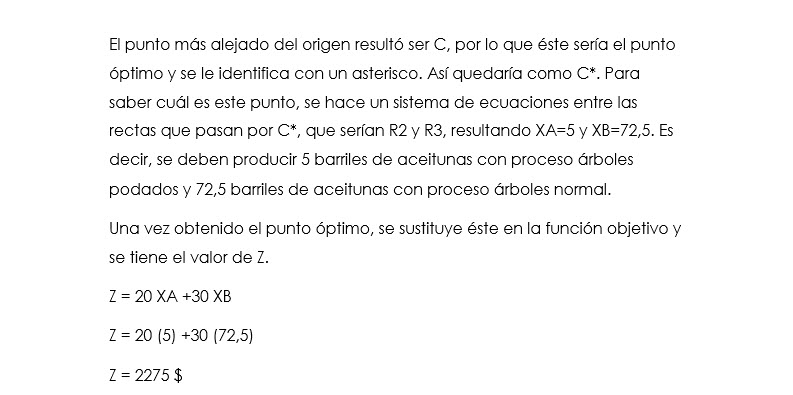 El punto más alejado del origen resultó ser C, por lo que éste sería el punto
óptimo y se le identifica con un asterisco. Así quedaría como C*. Para
saber cuál es este punto, se hace un sistema de ecuaciones entre las
rectas que pasan por C*, que serían R2 y R3, resultando XA=5 y XB=72,5. Es
decir, se deben producir 5 barriles de aceitunas con proceso árboles
podados y 72,5 barriles de aceitunas con proceso árboles normal.
Una vez obtenido el punto óptimo, se sustituye éste en la función objetivo y
se tiene el valor de Z.
Z = 20 XA +30 XB
Z = 20 (5) +30 (72,5)
Z = 2275 $